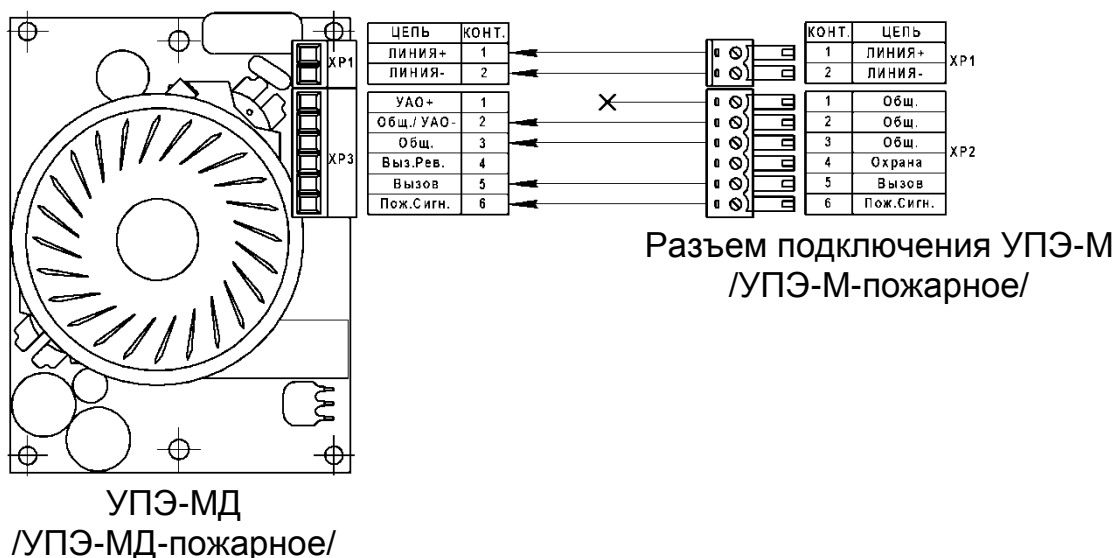 ЦЕПЬ КОНТ.
ЛИНИЯ+ 1
ЛИНИЯ- 2
XP1
УАО+ 1
Общ./ УАО- 2
Общ. 3
Выз.Рев. 4
Вызов 5
Пож.Сигн. 6
XP3
КОНТ. ЦЕПЬ
1 ЛИНИЯ+
2 ЛИНИЯ-
XP1
1 Общ.
2 Общ.
3 Общ.
4 Охрана
5 Вызов
6 Пож.Сигн.
XP2
Разъем подключения УПЭ-М
/УПЭ-М-пожарное/
УПЭ-МД
/УПЭ-МД-пожарное/